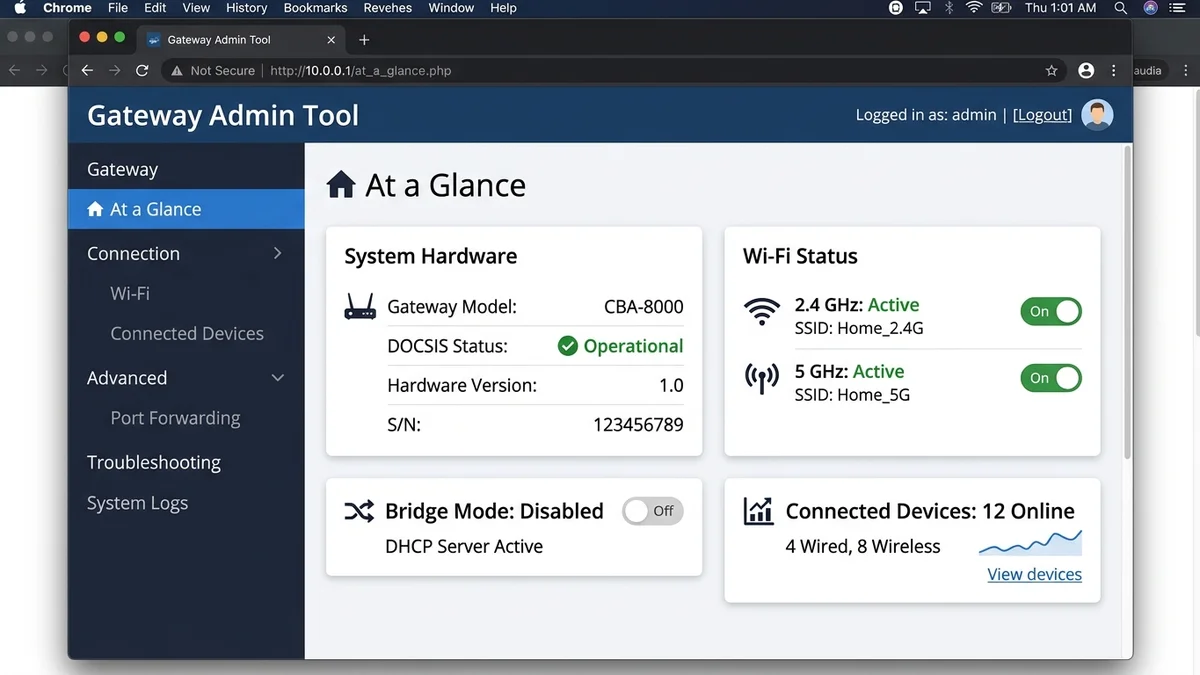 Chrome File Edit View History Bookmarks Revehes Window Help Thu 1:01 AM
Gateway Admin Tool
Not Secure | http://10.0.0.1/at_a_glance.php
audia
Gateway Admin Tool
Logged in as: admin | [Logout]
Gateway
At a Glance
Connection
Wi-Fi
Connected Devices
Advanced
Port Forwarding
Troubleshooting
System Logs
At a Glance
System Hardware
Gateway Model: CBA-8000
DOCSIS Status: Operational
Hardware Version: 1.0
S/N: 123456789
Wi-Fi Status
2.4 GHz: Active
SSID: Home_2.4G
On
5 GHz: Active
SSID: Home_5G
On
Bridge Mode: Disabled Off
DHCP Server Active
Connected Devices: 12 Online
4 Wired, 8 Wireless
View devices